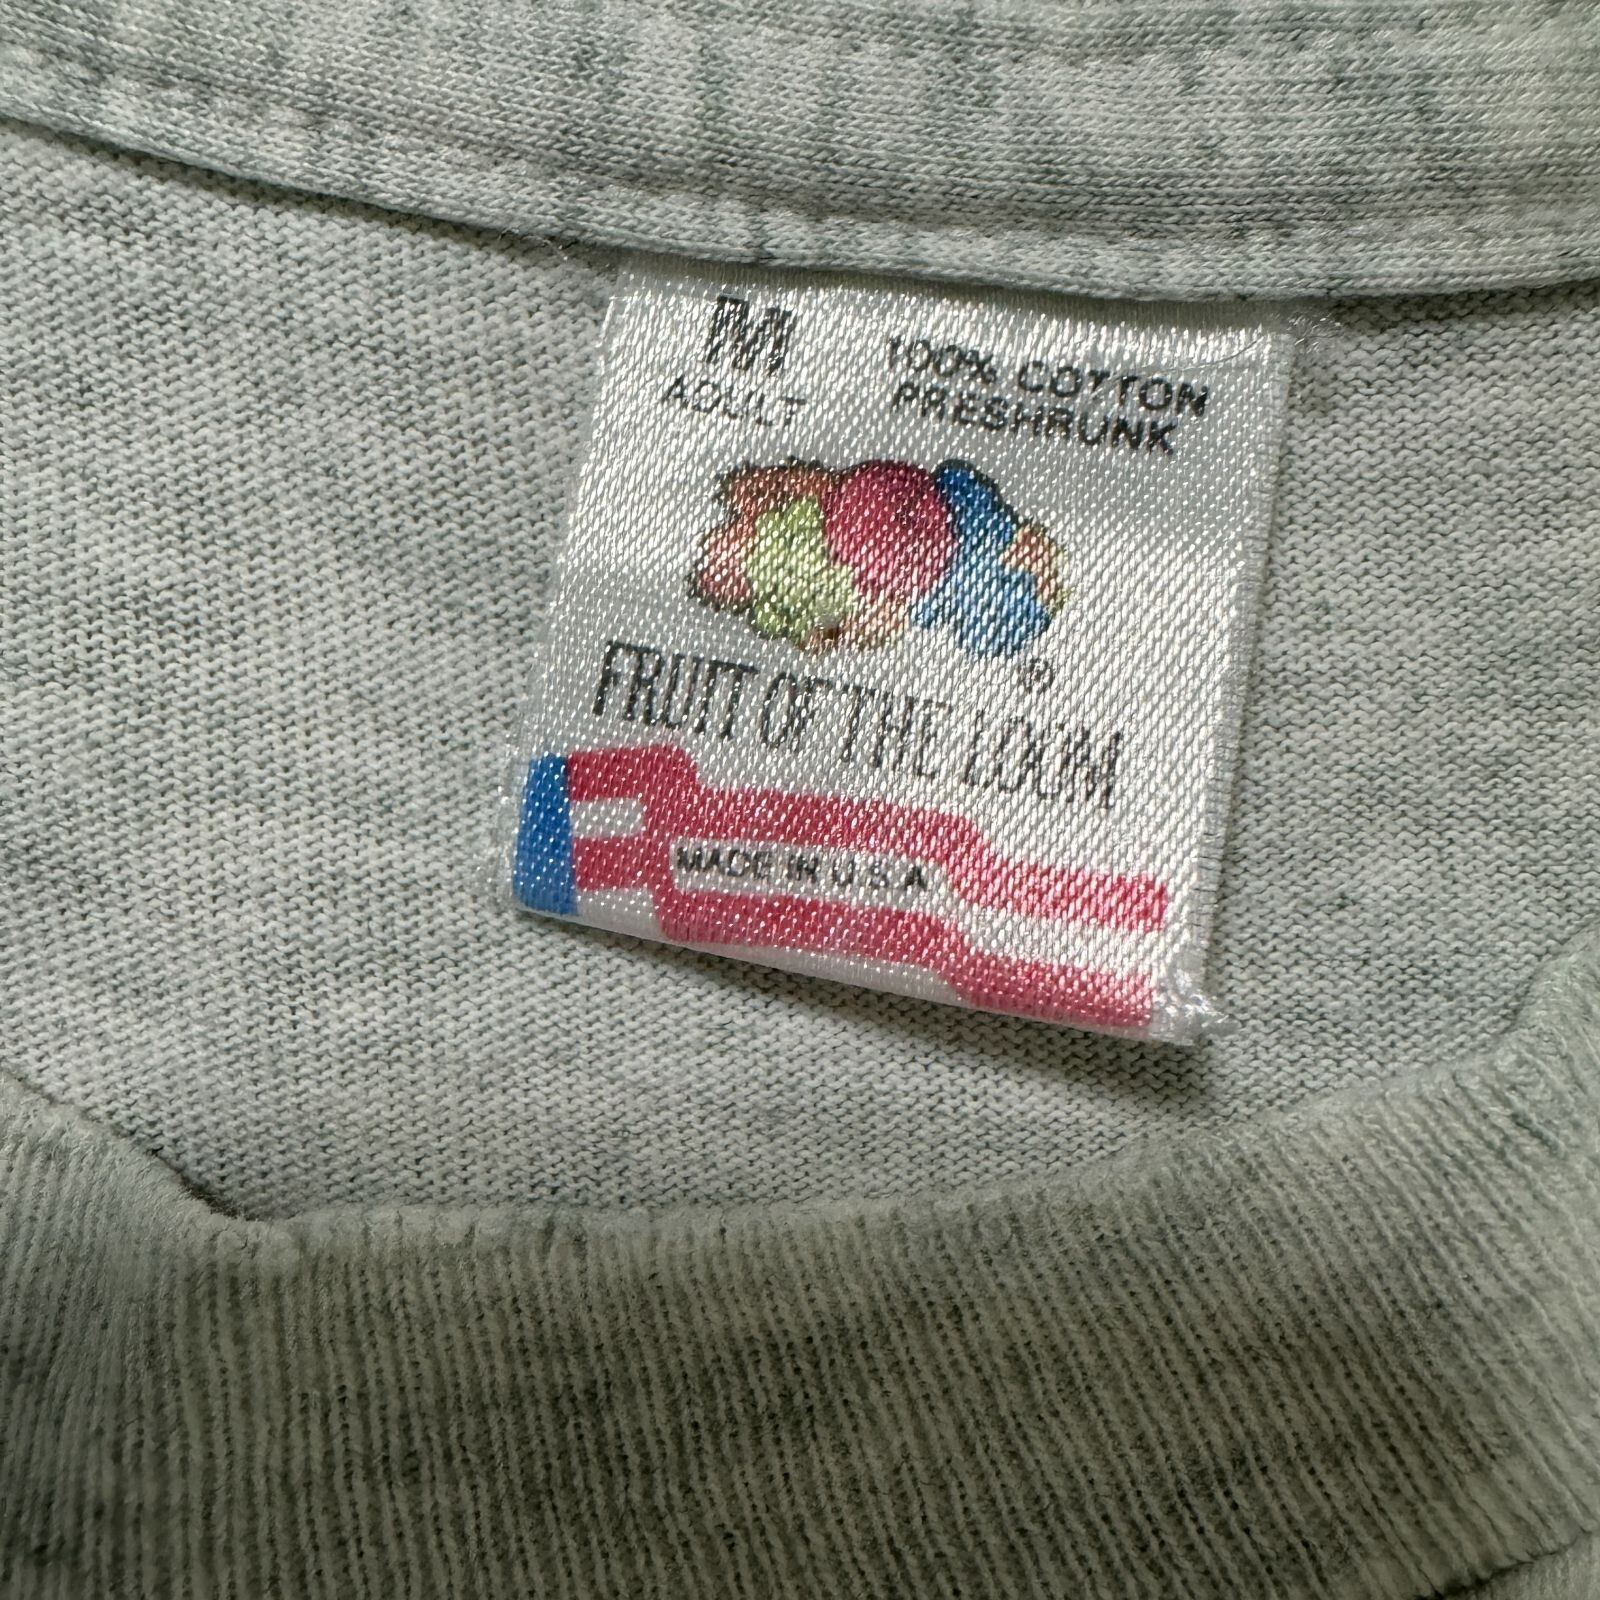 M
ADULT
100% COTTON
PRESHRUNK
®
FRUIT OF THE LOOM
MADE IN U.S.A